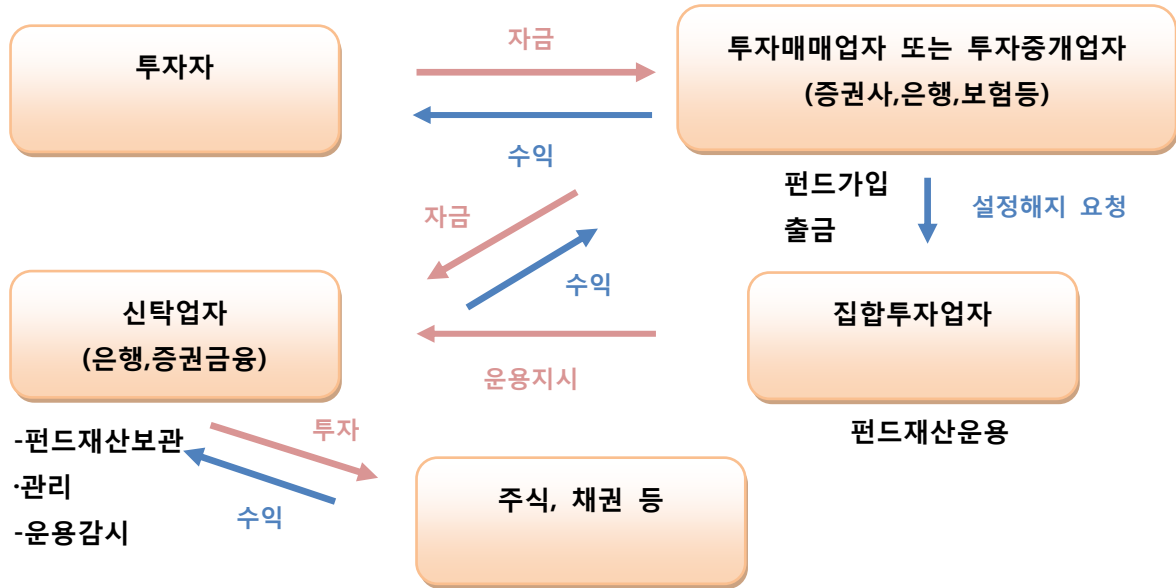 투자자
자금
수익
투자매매업자 또는 투자중개업자
(증권사,은행,보험등)
펀드가입
출금
설정해지 요청
자금
수익
신탁업자
(은행,증권금융)
운용지시
집합투자업자
펀드재산운용
-펀드재산보관
·관리
-운용감시
투자
수익
주식, 채권 등